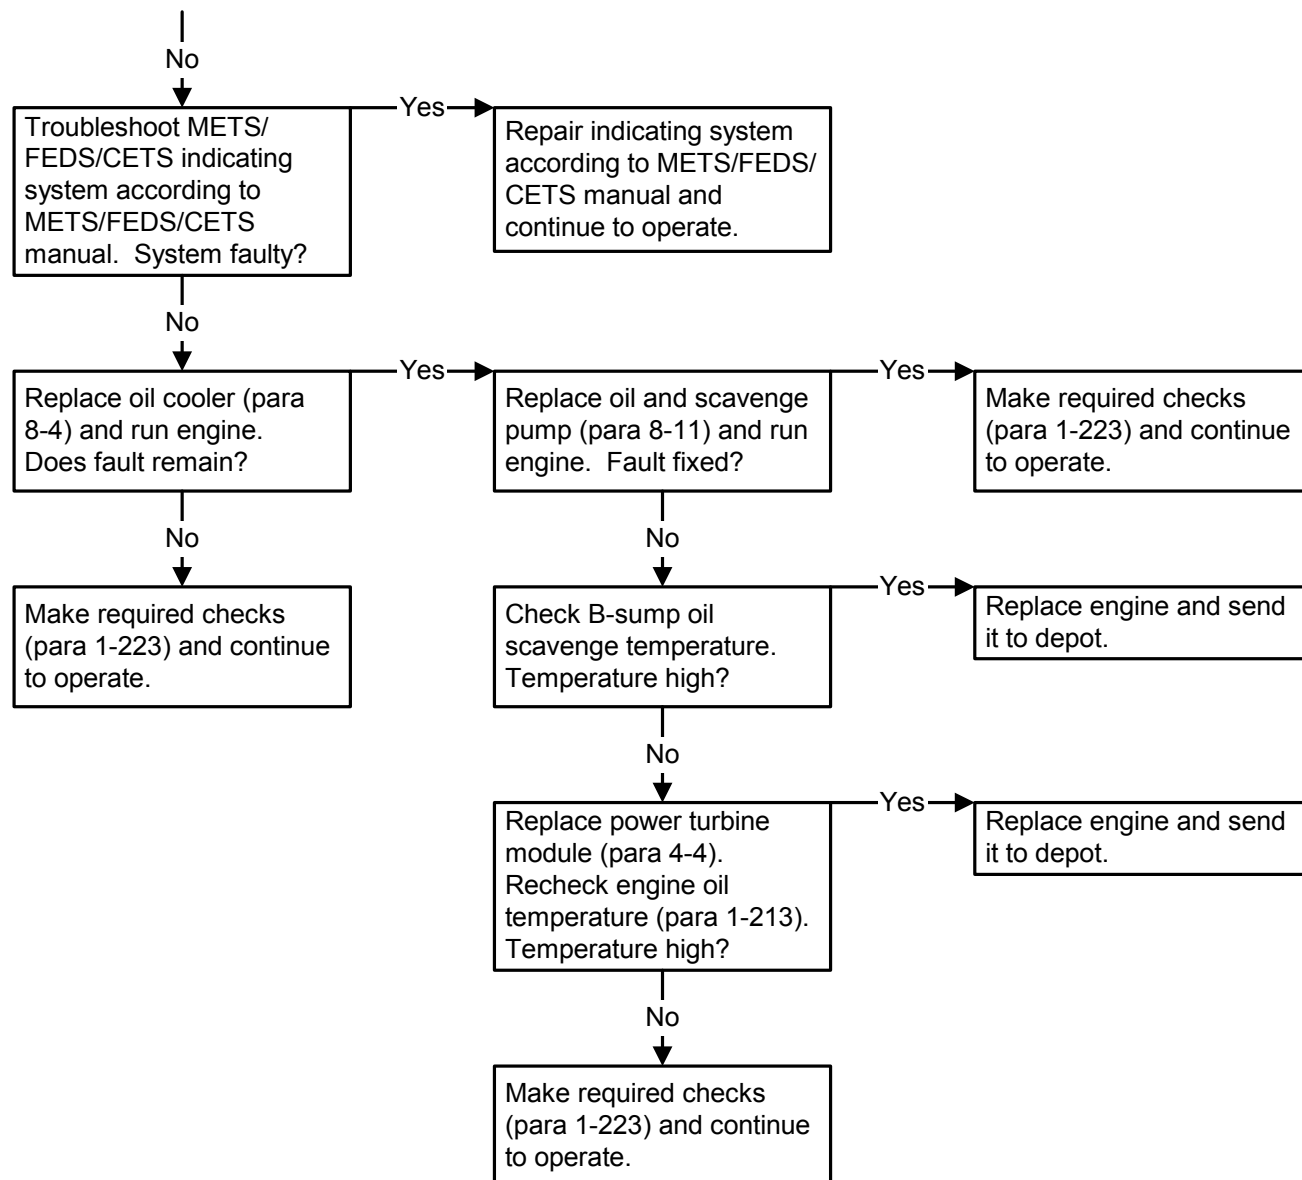 No
Troubleshoot METS/
FEDS/CETS indicating
system according to
METS/FEDS/CETS
manual.  System faulty?
Yes
Repair indicating system
according to METS/FEDS/
CETS manual and
continue to operate.
No
Replace oil cooler (para
8-4) and run engine.
Does fault remain?
Yes
Replace oil and scavenge
pump (para 8-11) and run
engine.  Fault fixed?
Yes
Make required checks
(para 1-223) and continue
to operate.
No
Make required checks
(para 1-223) and continue
to operate.
No
Check B-sump oil
scavenge temperature.
Temperature high?
Yes
Replace engine and send
it to depot.
No
Replace power turbine
module (para 4-4).
Recheck engine oil
temperature (para 1-213).
Temperature high?
Yes
Replace engine and send
it to depot.
No
Make required checks
(para 1-223) and continue
to operate.